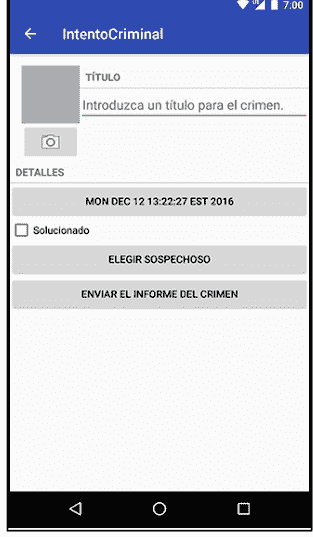 7:00
IntentoCriminal
TÍTULO
Introduzca un título para el crimen.
DETALLES
MON DEC 12 13:22:27 EST 2016
Solucionado
ELEGIR SOSPECHOSO
ENVIAR EL INFORME DEL CRIMEN